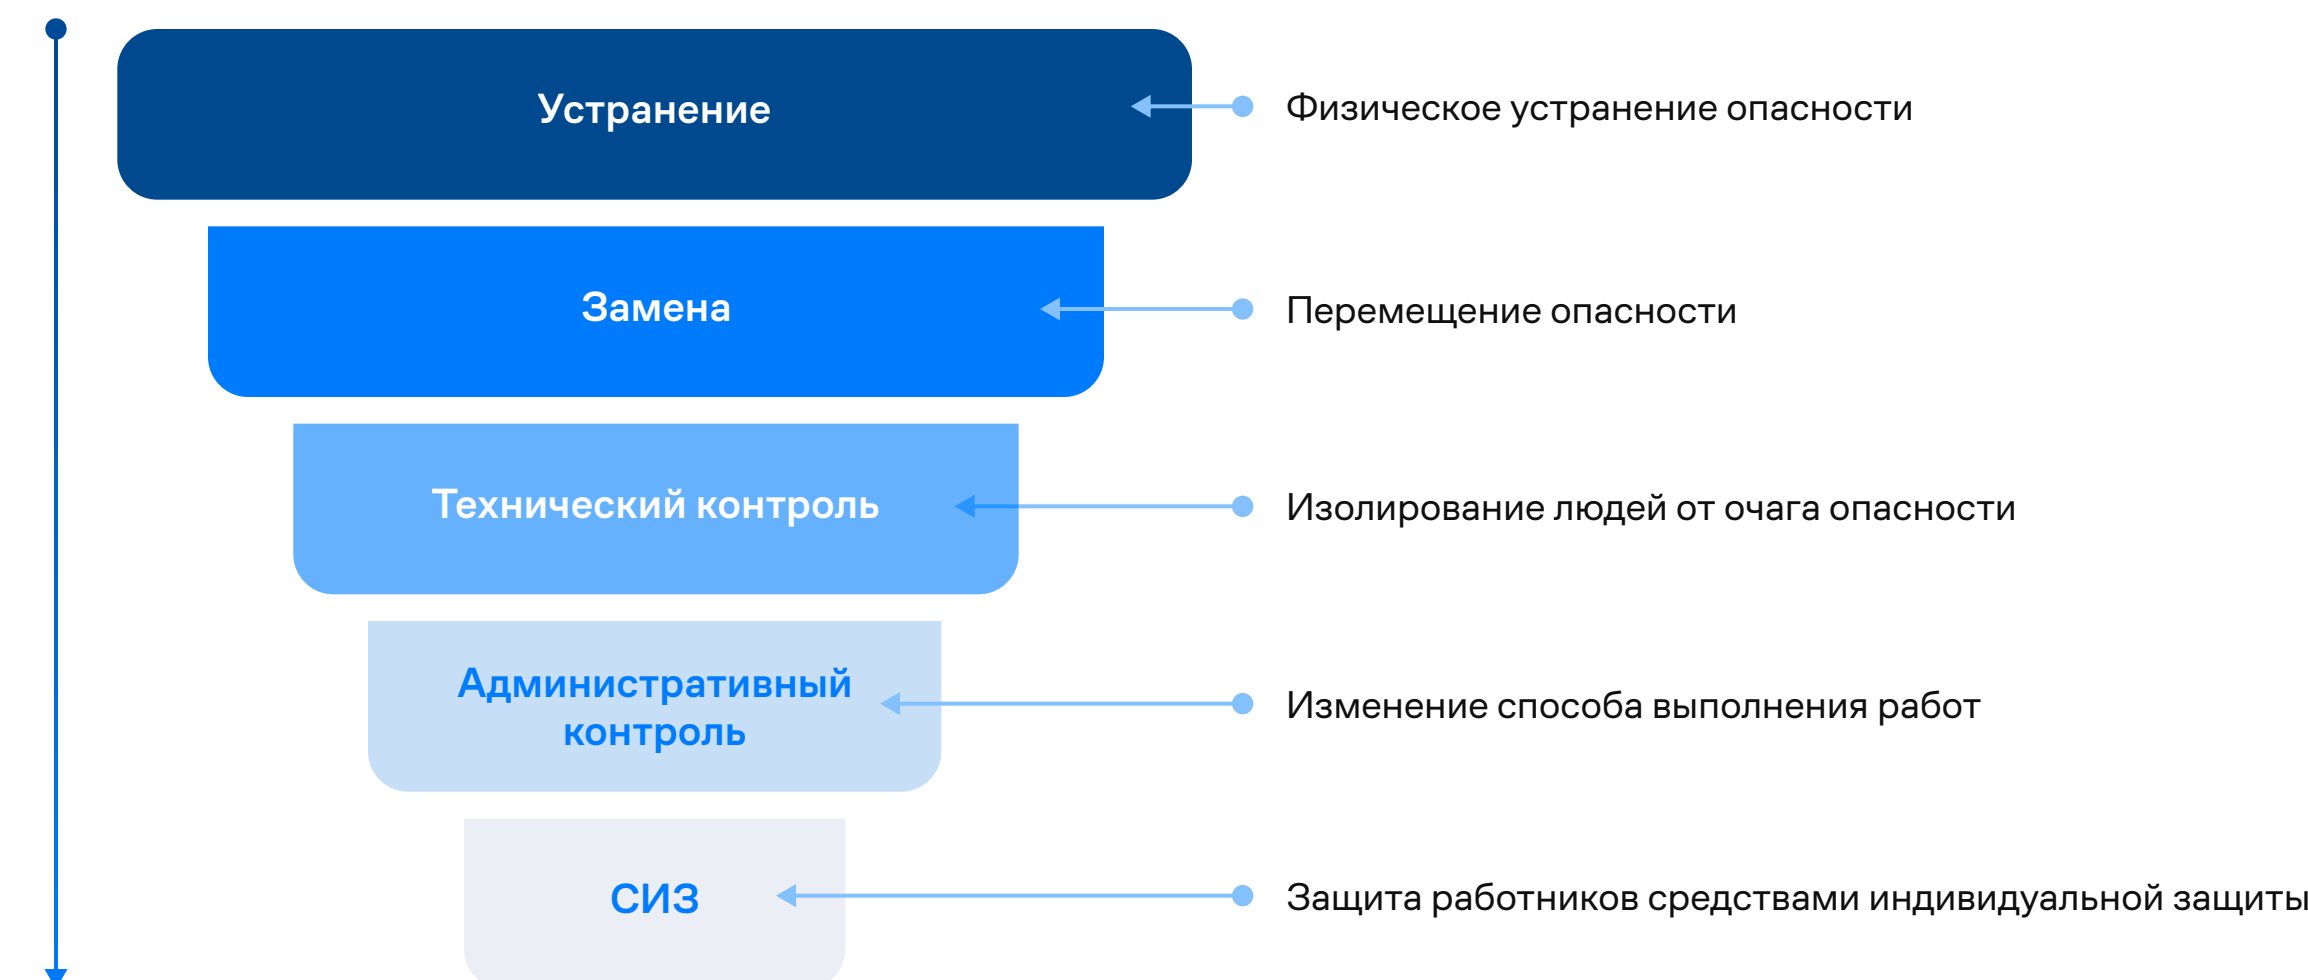 Устранение
Физическое устранение опасности
Замена
Перемещение опасности
Технический контроль
Изолирование людей от очага опасности
Административный
контроль
Изменение способа выполнения работ
СИЗ
Защита работников средствами индивидуальной защиты